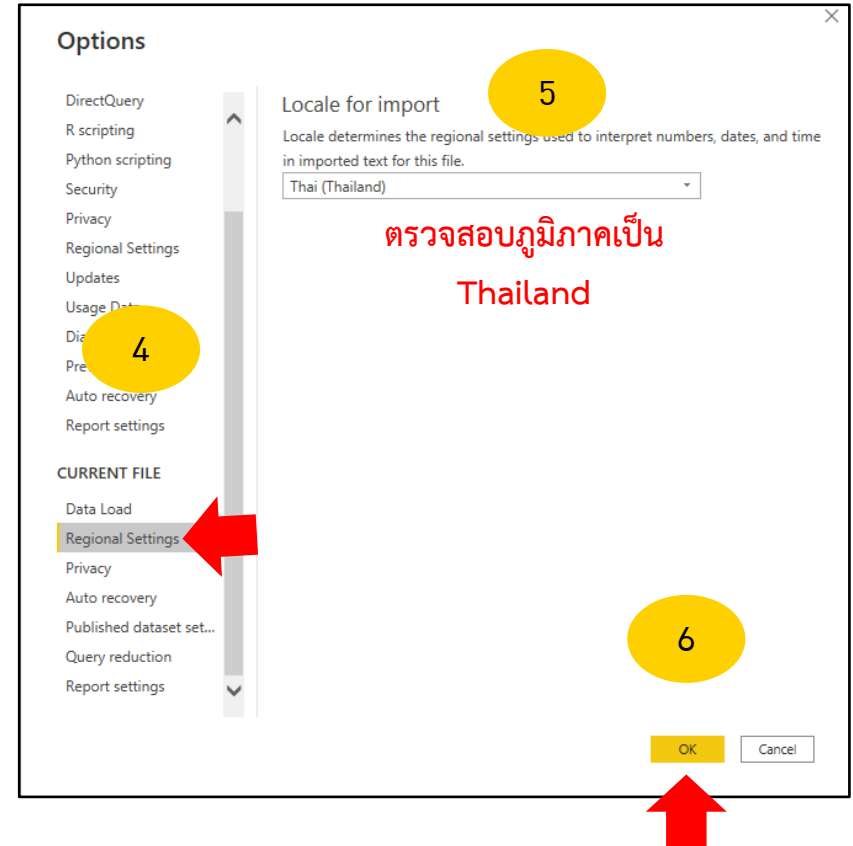 Options
DirectQuery
R scripting
Python scripting
Security
Privacy
Regional Settings
Updates
Usage
4
Auto recovery
Report settings
CURRENT FILE
Data Load
Regional Settings
Privacy
Auto recovery
Published dataset set...
Query reduction
Report settings
5
Locale for import
Locale determines the regional settings used to interpret numbers, dates, and time
in imported text for this file.
Thai (Thailand)
ตรวจสอบภูมิภาคเป็น
Thailand
6
OK
Cancel